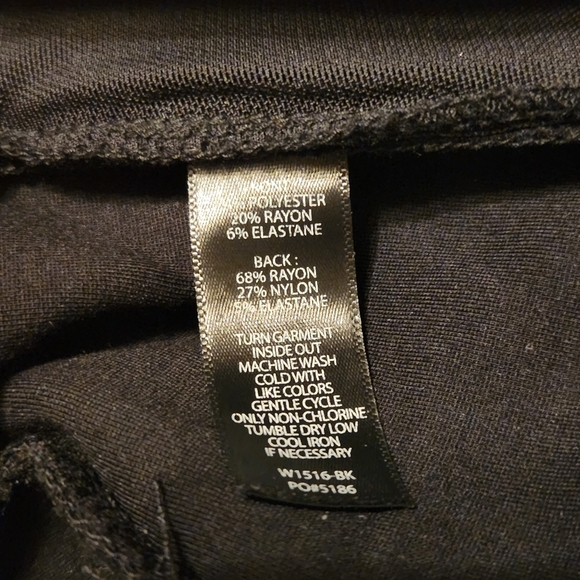 POLYESTER
20% RAYON
6% ELASTANE
BACK :
68% RAYON
27% NYLON
5% ELASTANE
TURN GARMENT
INSIDE OUT
MACHINE WASH
COLD WITH
LIKE COLORS
GENTLE CYCLE
ONLY NON-CHLORINE
TUMBLE DRY LOW
COOL IRON
IF NECESSARY
W1516-BK
PO#5186